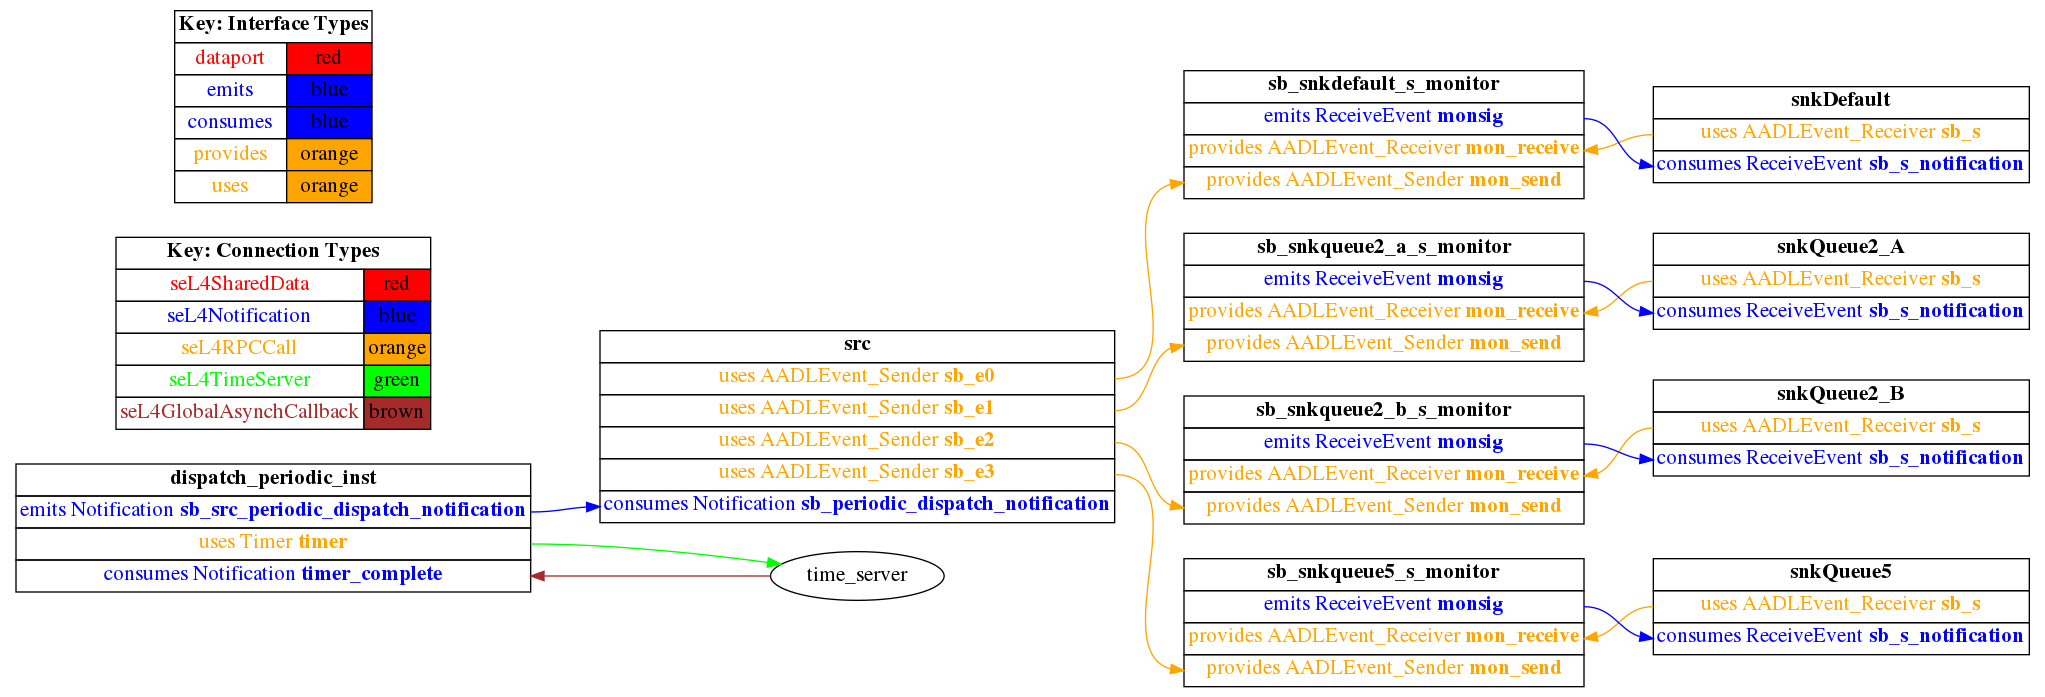 Key: Interface Types
dataport red
emits blue
consumes blue
provides orange
uses orange
Key: Connection Types
seL4SharedData red
seL4Notification blue
seL4RPCCall orange
seL4TimeServer green
seL4GlobalAsynchCallback brown
dispatch_periodic_inst
emits Notification sb_src_periodic_dispatch_notification
uses Timer timer
consumes Notification timer_complete
src
uses AADLEvent_Sender sb_e0
uses AADLEvent_Sender sb_e1
uses AADLEvent_Sender sb_e2
uses AADLEvent_Sender sb_e3
consumes Notification sb_periodic_dispatch_notification
time_server
sb_snkdefault_s_monitor
emits ReceiveEvent monsig
provides AADLEvent_Receiver mon_receive
provides AADLEvent_Sender mon_send
snkDefault
uses AADLEvent_Receiver sb_s
consumes ReceiveEvent sb_s_notification
sb_snkqueue2_a_s_monitor
emits ReceiveEvent monsig
provides AADLEvent_Receiver mon_receive
provides AADLEvent_Sender mon_send
snkQueue2_A
uses AADLEvent_Receiver sb_s
consumes ReceiveEvent sb_s_notification
sb_snkqueue2_b_s_monitor
emits ReceiveEvent monsig
provides AADLEvent_Receiver mon_receive
provides AADLEvent_Sender mon_send
snkQueue2_B
uses AADLEvent_Receiver sb_s
consumes ReceiveEvent sb_s_notification
sb_snkqueue5_s_monitor
emits ReceiveEvent monsig
provides AADLEvent_Receiver mon_receive
provides AADLEvent_Sender mon_send
snkQueue5
uses AADLEvent_Receiver sb_s
consumes ReceiveEvent sb_s_notification